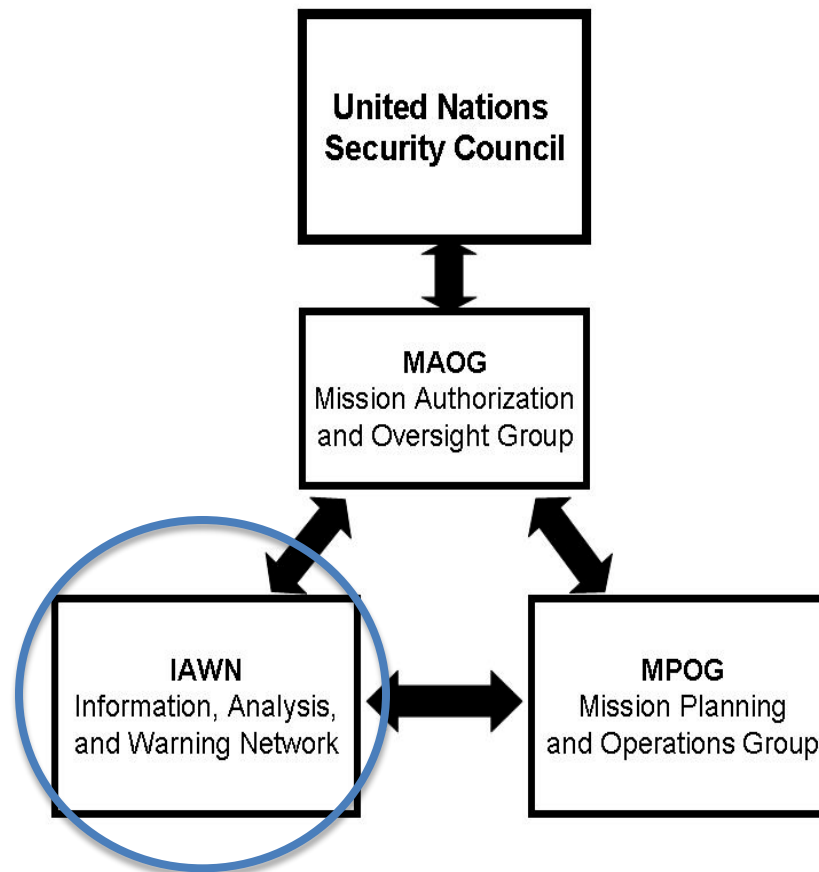 United Nations
Security Council
MAOG
Mission Authorization
and Oversight Group
IAWN
Information, Analysis,
and Warning Network
MPOG
Mission Planning
and Operations Group